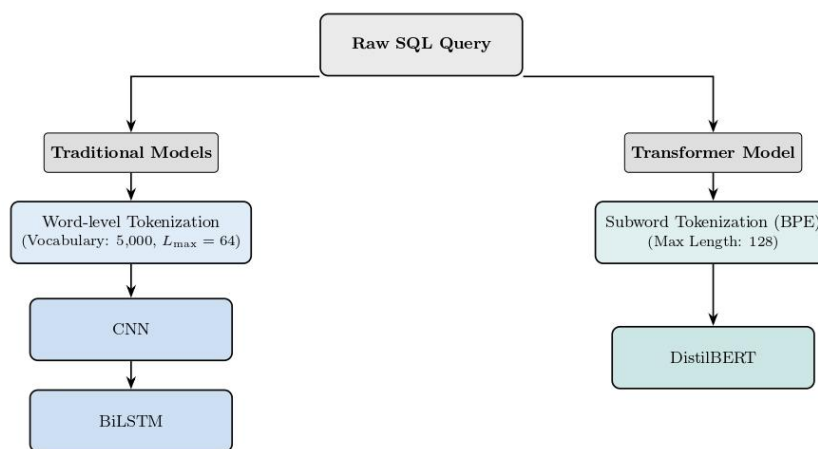 Raw SQL Query
Traditional Models
Transformer Model
Word-level Tokenization
(Vocabulary: 5,000, L_max = 64)
Subword Tokenization (BPE)
(Max Length: 128)
CNN
DistilBERT
BiLSTM